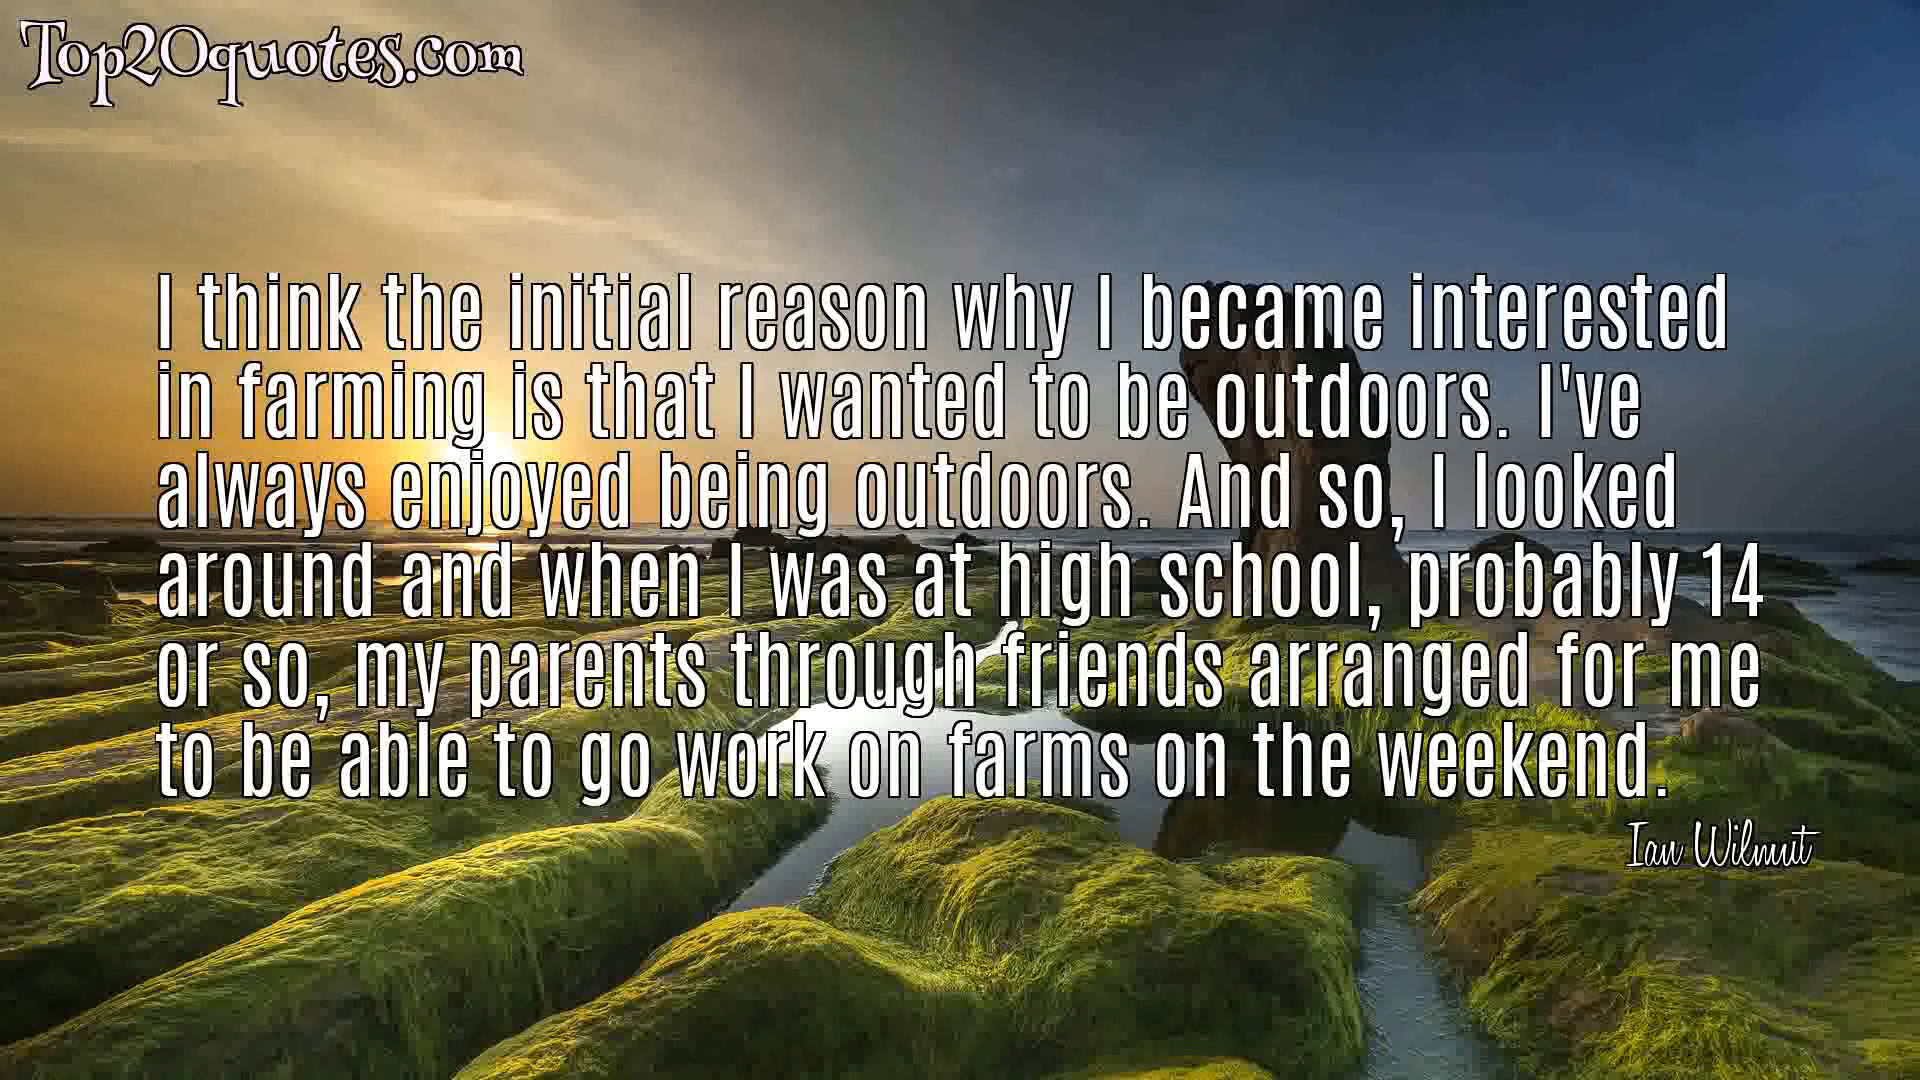 Top20quotes.com
I think the initial reason why I became interested
in farming is that I wanted to be outdoors. I've
always enjoyed being outdoors. And so, I looked
around and when I was at high school, probably 14
or so, my parents through friends arranged for me
to be able to go work on farms on the weekend.
Ian Wilmut